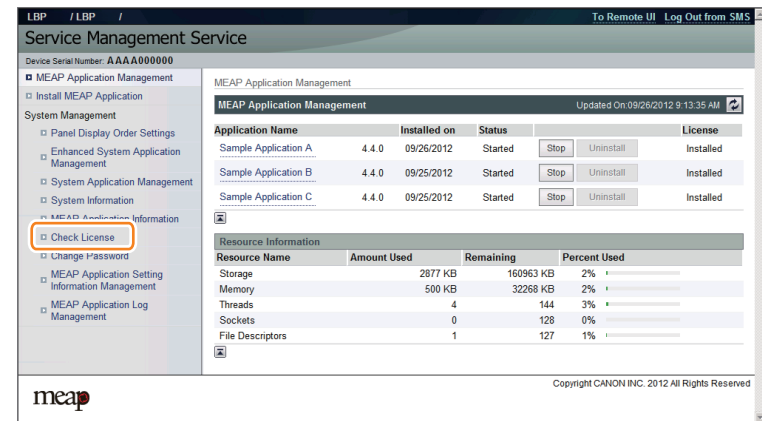 LBP / LBP /
To Remote UI Log Out from SMS
Service Management Service
Device Serial Number: AAAA000000
MEAP Application Management
Install MEAP Application
System Management
Panel Display Order Settings
Enhanced System Application
Management
System Application Management
System Information
MEAP Application Information
Check License
Change Password
MEAP Application Setting
Information Management
MEAP Application Log
Management
MEAP Application Management
MEAP Application Management Updated On:09/26/2012 9:13:35 AM
Application Name Installed on Status License
Sample Application A 4.4.0 09/26/2012 Started Stop Uninstall Installed
Sample Application B 4.4.0 09/25/2012 Started Stop Uninstall Installed
Sample Application C 4.4.0 09/25/2012 Started Stop Uninstall Installed
Resource Information
Resource Name Amount Used Remaining Percent Used
Storage 2877 KB 160963 KB 2%
Memory 500 KB 32268 KB 2%
Threads 4 144 3%
Sockets 0 128 0%
File Descriptors 1 127 1%
Copyright CANON INC. 2012 All Rights Reserved
meap